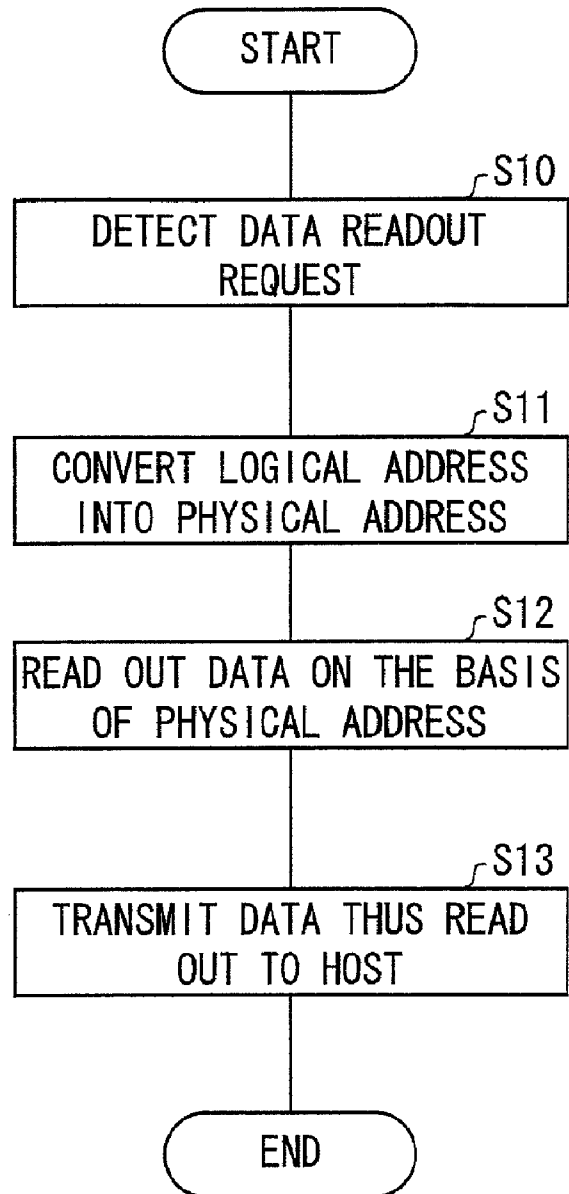 START
S10
DETECT DATA READOUT
REQUEST
S11
CONVERT LOGICAL ADDRESS
INTO PHYSICAL ADDRESS
S12
READ OUT DATA ON THE BASIS
OF PHYSICAL ADDRESS
S13
TRANSMIT DATA THUS READ
OUT TO HOST
END